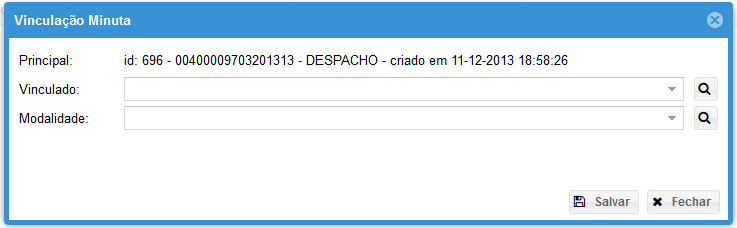 Vinculação Minuta
Principal: id: 696 - 00400009703201313 - DESPACHO - criado em 11-12-2013 18:58:26
Vinculado:
Modalidade:
Salvar Fechar